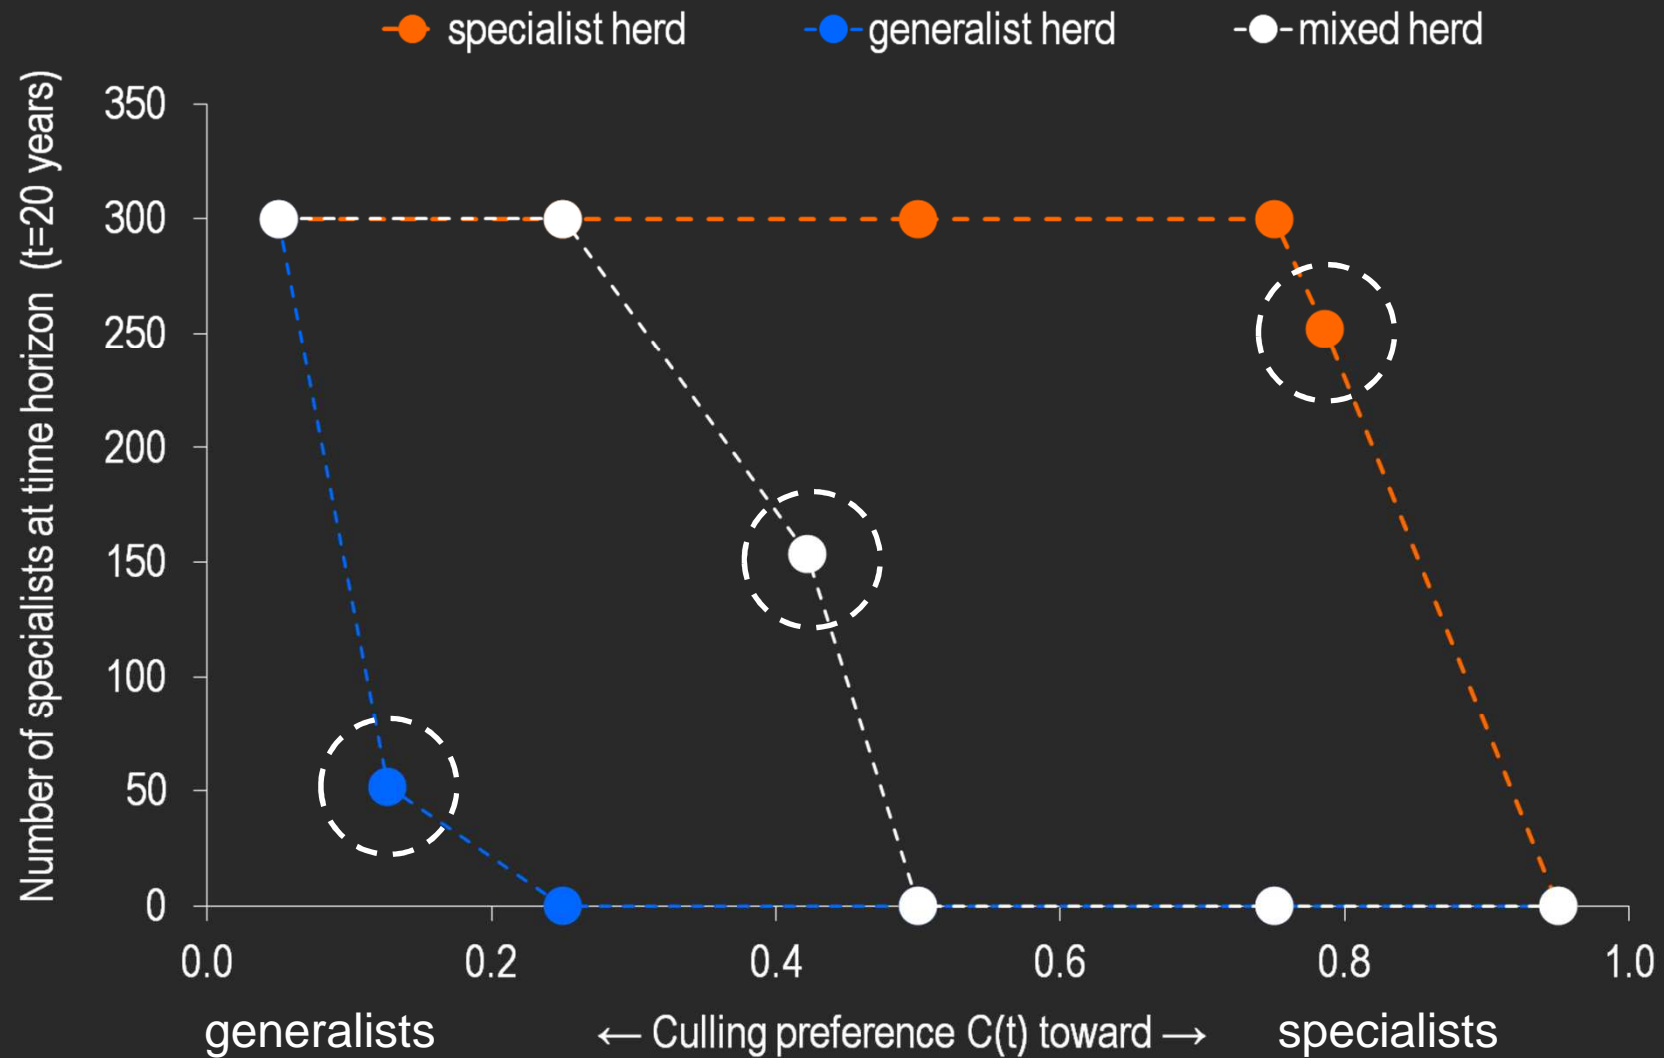 specialist herd generalist herd mixed herd
Number of specialists at time horizon (t=20 years)
350
300
250
200
150
100
50
0
0.0 0.2 0.4 0.6 0.8 1.0
generalists ← Culling preference C(t) toward → specialists